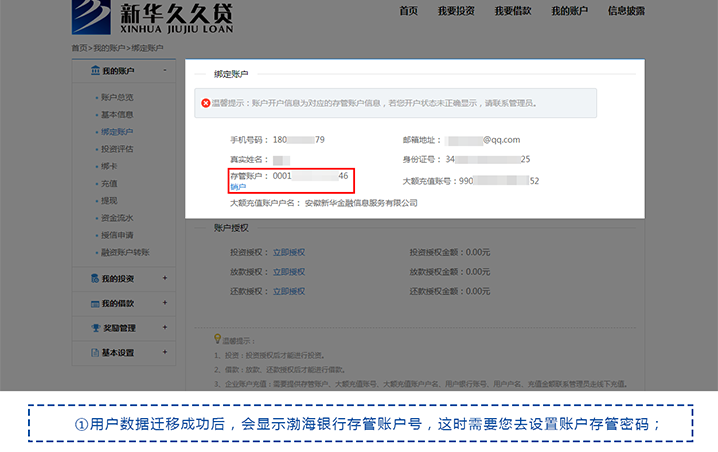 新华久久贷
XINHUA JIUJIU LOAN
首页 我要投资 我要借款 我的账户 信息披露
首页>我的账户>绑定账户
我的账户 -
账户总览
基本信息
绑定账户
投资评估
绑卡
充值
提现
资金流水
授信申请
融资账户转账
我的投资 +
我的借款 +
奖励管理 +
基本设置 +
绑定账户
温馨提示：账户开户信息为对应的存管账户信息，若您开户状态未正确显示，请联系管理员。
手机号码： 180 79 邮箱地址： @qq.com
真实姓名： 身份证号： 34 25
存管账户： 0001 46 大额充值账号：990 52
销户
大额充值账户户名： 安徽新华金融信息服务有限公司
账户授权
投资授权： 立即授权 投资授权金额：0.00元
放款授权： 立即授权 放款授权金额：0.00元
还款授权： 立即授权 还款授权金额：0.00元
温馨提示：
1、投资：投资授权后才能进行投资。
2、借款：放款、还款授权后才能进行借款。
3、企业账户充值：需要提供存管账户、大额充值账号、大额充值账户户名、用户银行账号、用户户名、充值金额联系管理员走线下充值。
①用户数据迁移成功后，会显示渤海银行存管账户号，这时需要您去设置账户存管密码；